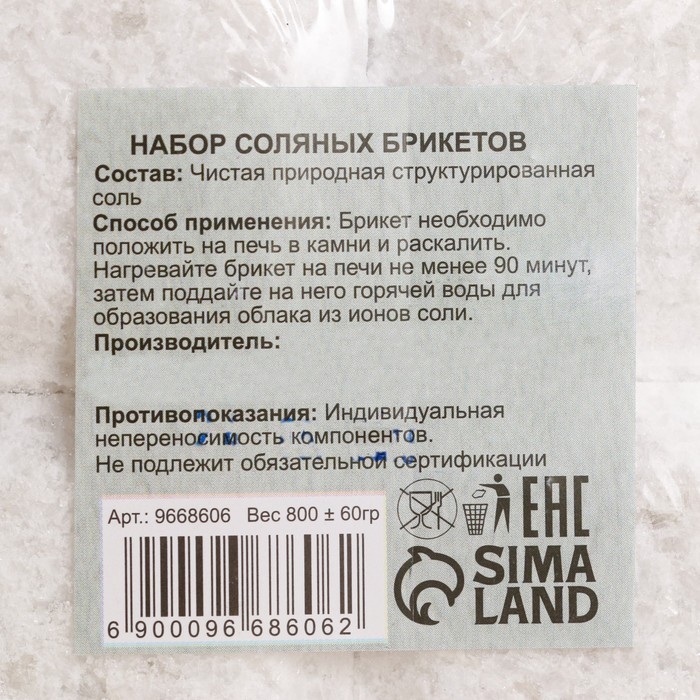 НАБОР СОЛЯНЫХ БРИКЕТОВ
Состав: Чистая природная структурированная
соль
Способ применения: Брикет необходимо
положить на печь в камни и раскалить.
Нагревайте брикет на печи не менее 90 минут,
затем поддайте на него горячей воды для
образования облака из ионов соли.
Производитель:
Противопоказания: Индивидуальная
непереносимость компонентов.
Не подлежит обязательной сертификации
Арт.: 9668606 Вес 800 ± 60гр
6 900096 686062
EAC
SIMA
LAND